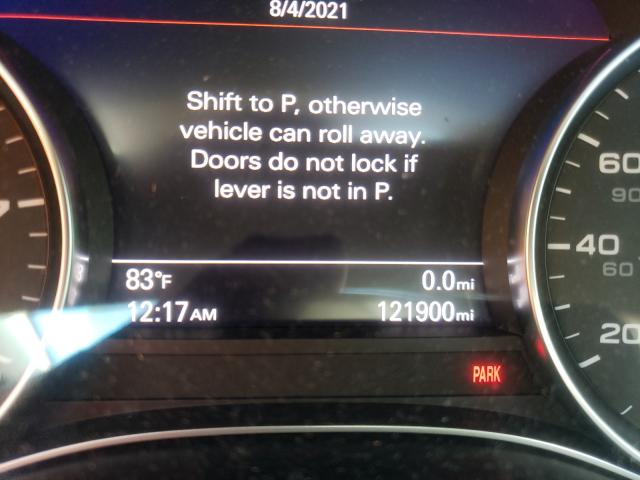 8/4/2021
Shift to P, otherwise
vehicle can roll away.
Doors do not lock if
lever is not in P.
83°F 0.0mi
12:17AM 121900mi
PARK
60
90
40
60
20